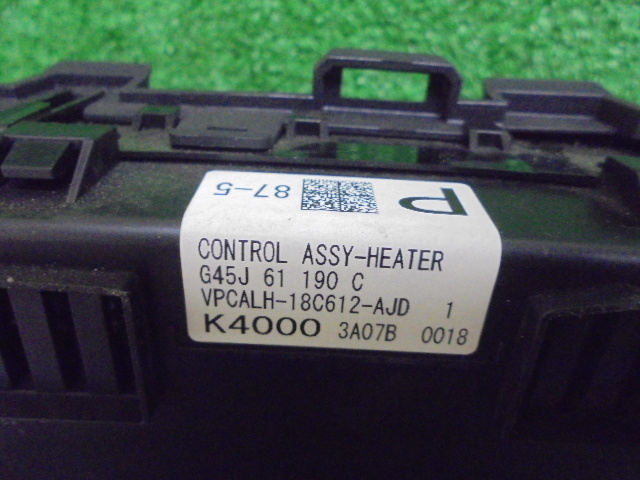 P
87-5
CONTROL ASSY-HEATER
G45J 61 190 C
VPCALH-18C612-AJD 1
K4000 3A07B 0018